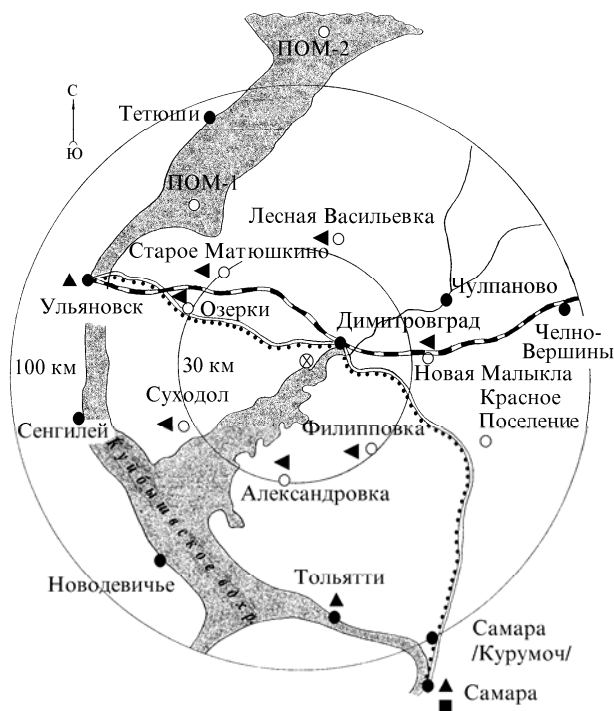 ПОМ-2
С
Ю
Тетюши
ПОМ-1
Лесная Васильевка
Старое Матюшкино
Чулпаново
Ульяновск
Озерки
Димитровград
Челно-
Вершины
100 км
30 км
Новая Малыкла
Суходол
Красное
Поселение
Сенгилей
Филипповка
Александровка
Куйбышвское вдхр.
Новодевичье
Тольятти
Самара
/Курумоч/
Самара